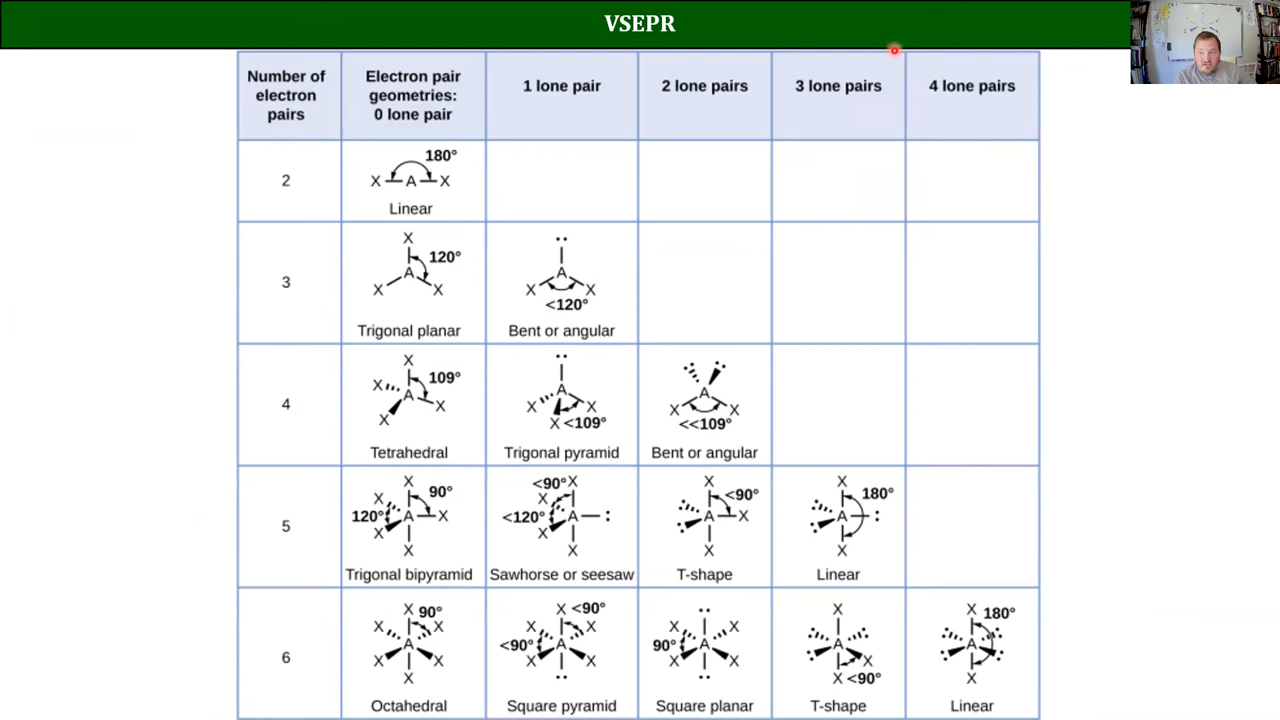 VSEPR
Number of
electron
pairs
Electron pair
geometries:
0 lone pair
1 lone pair
2 lone pairs
3 lone pairs
4 lone pairs
2
180°
X A X
Linear
3
X
120°
A
X X
Trigonal planar
:
A
X X
<120°
Bent or angular
4
X
X 109°
A
X
X
Tetrahedral
:
A
X X
X <109°
Trigonal pyramid
: :
A
X X
<<109°
Bent or angular
5
X
X 90°
120° A X
X
X
Trigonal bipyramid
<90° X
X
<120° A :
X
X
Sawhorse or seesaw
X
: <90°
A X
:
X
T-shape
X
: 180°
A :
:
X
Linear
6
X 90°
X X
A
X X
X
Octahedral
X <90°
X X
<90° A
X X
:
Square pyramid
:
X X
90° A
X X
:
Square planar
X
: :
A
: X
X <90°
T-shape
X 180°
: :
A
: :
X
Linear